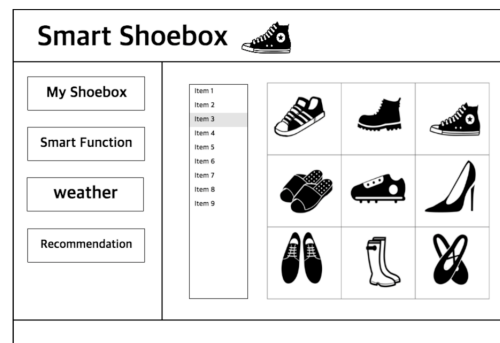 Smart Shoebox
My Shoebox
Smart Function
weather
Recommendation
Item 1
Item 2
Item 3
Item 4
Item 5
Item 6
Item 7
Item 8
Item 9